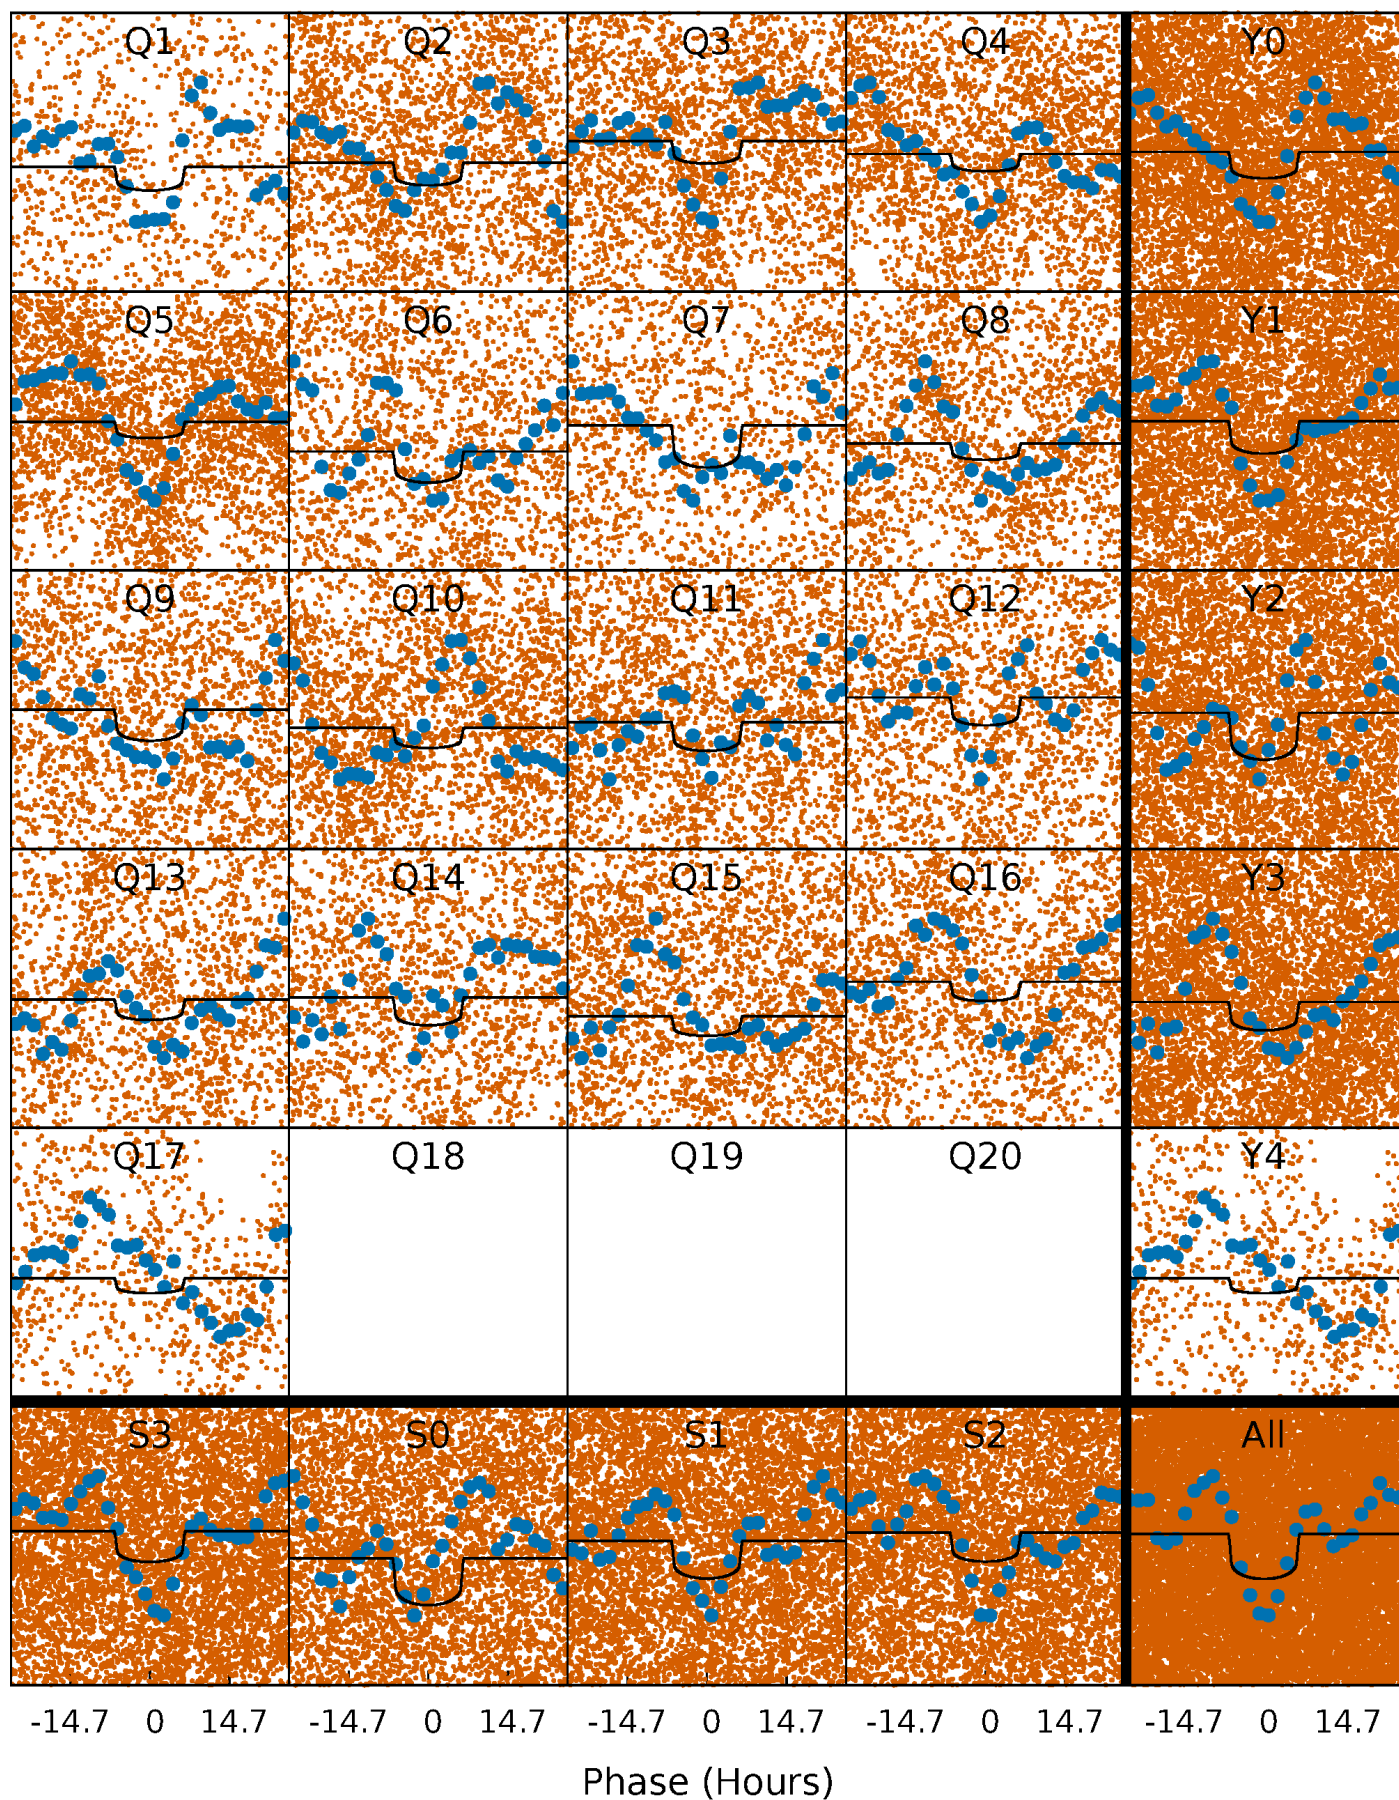 Q1 Q2 Q3 Q4 Y0
Q5 Q6 Q7 Q8 Y1
Q9 Q10 Q11 Q12 Y2
Q13 Q14 Q15 Q16 Y3
Q17 Q18 Q19 Q20 Y4
S3 S0 S1 S2 All
-14.7 0 14.7 -14.7 0 14.7 -14.7 0 14.7 -14.7 0 14.7 -14.7 0 14.7
Phase (Hours)